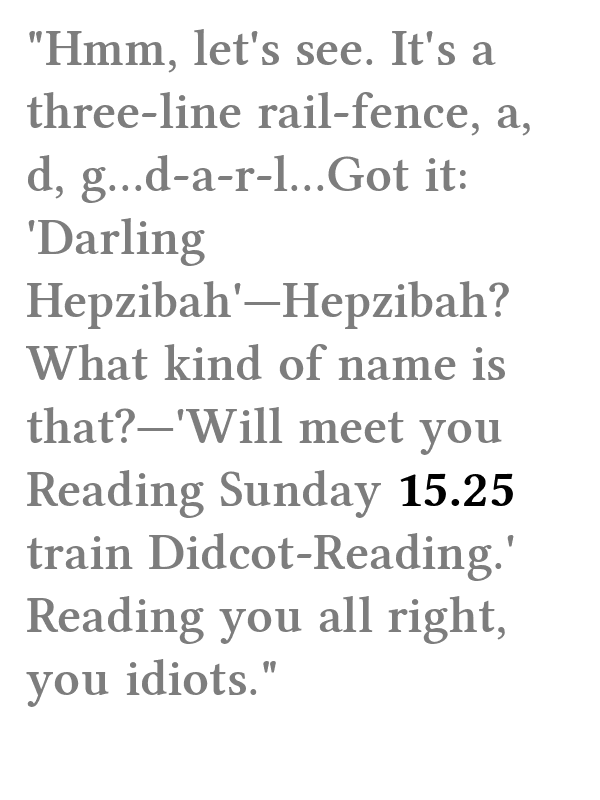 "Hmm, let's see. It's a
three-line rail-fence, a,
d, g...d-a-r-l...Got it:
'Darling
Hepzibah'—Hepzibah?
What kind of name is
that?—'Will meet you
Reading Sunday 15.25
train Didcot-Reading.'
Reading you all right,
you idiots."